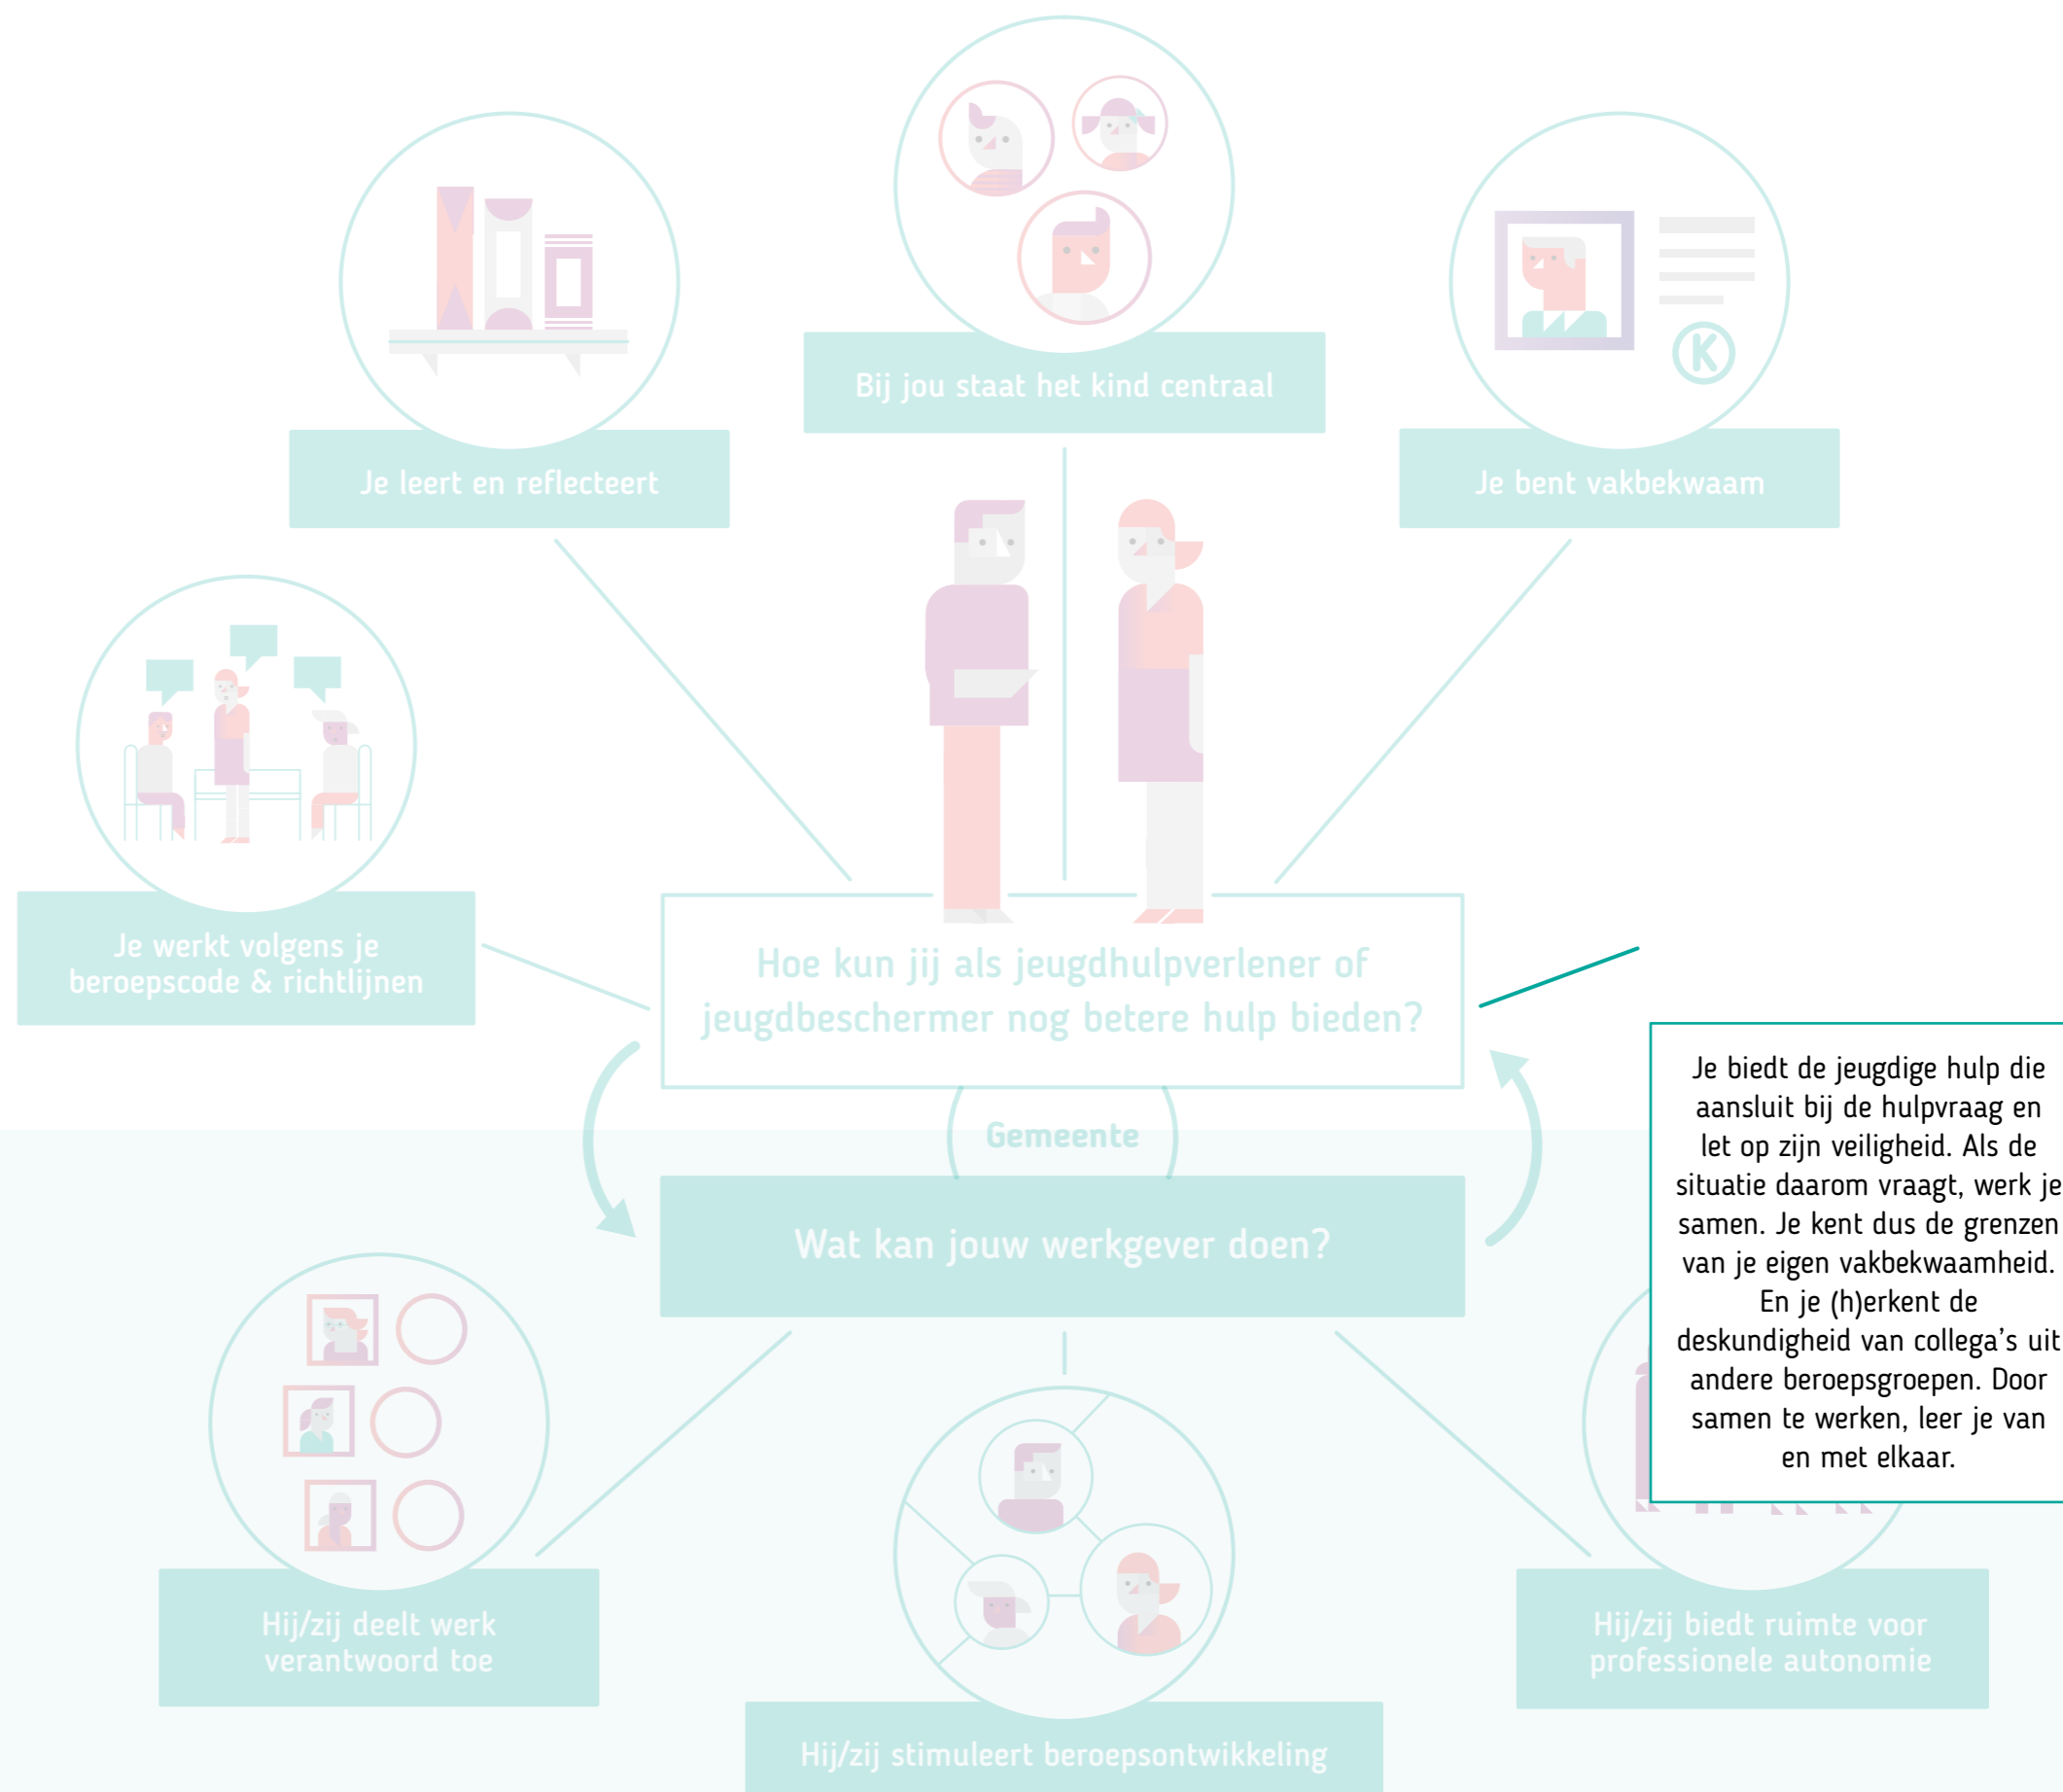 Bij jou staat het kind centraal
Je leert en reflecteert
K
Je bent vakbekwaam
Je werkt volgens je
beroepscode & richtlijnen
Hoe kun jij als jeugdhulpverlener of
jeugdbeschermer nog betere hulp bieden?
Je biedt de jeugdige hulp die
aansluit bij de hulpvraag en
let op zijn veiligheid. Als de
situatie daarom vraagt, werk je
samen. Je kent dus de grenzen
van je eigen vakbekwaamheid.
En je (h)erkent de
deskundigheid van collega's uit
andere beroepsgroepen. Door
samen te werken, leer je van
en met elkaar.
Gemeente
Wat kan jouw werkgever doen?
Hij/zij deelt werk
verantwoord toe
Hij/zij stimuleert beroepsontwikkeling
Hij/zij biedt ruimte voor
professionele autonomie